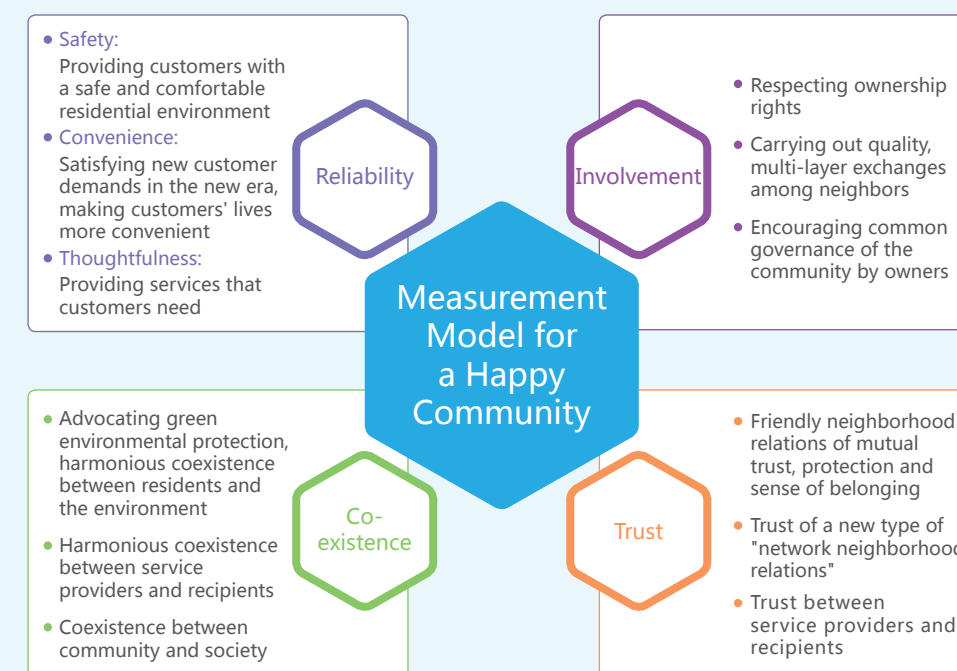 Safety:
Providing customers with
a safe and comfortable
residential environment
Convenience:
Satisfying new customer
demands in the new era,
making customers' lives
more convenient
Thoughtfulness:
Providing services that
customers need
Reliability
Involvement
Respecting ownership
rights
Carrying out quality,
multi-layer exchanges
among neighbors
Encouraging common
governance of the
community by owners
Measurement
Model for
a Happy
Community
Advocating green
environmental protection,
harmonious coexistence
between residents and
the environment
Harmonious coexistence
between service
providers and recipients
Coexistence between
community and society
Co-
existence
Trust
Friendly neighborhood
relations of mutual
trust, protection and
sense of belonging
Trust of a new type of
"network neighborhood
relations"
Trust between
service providers and
recipients